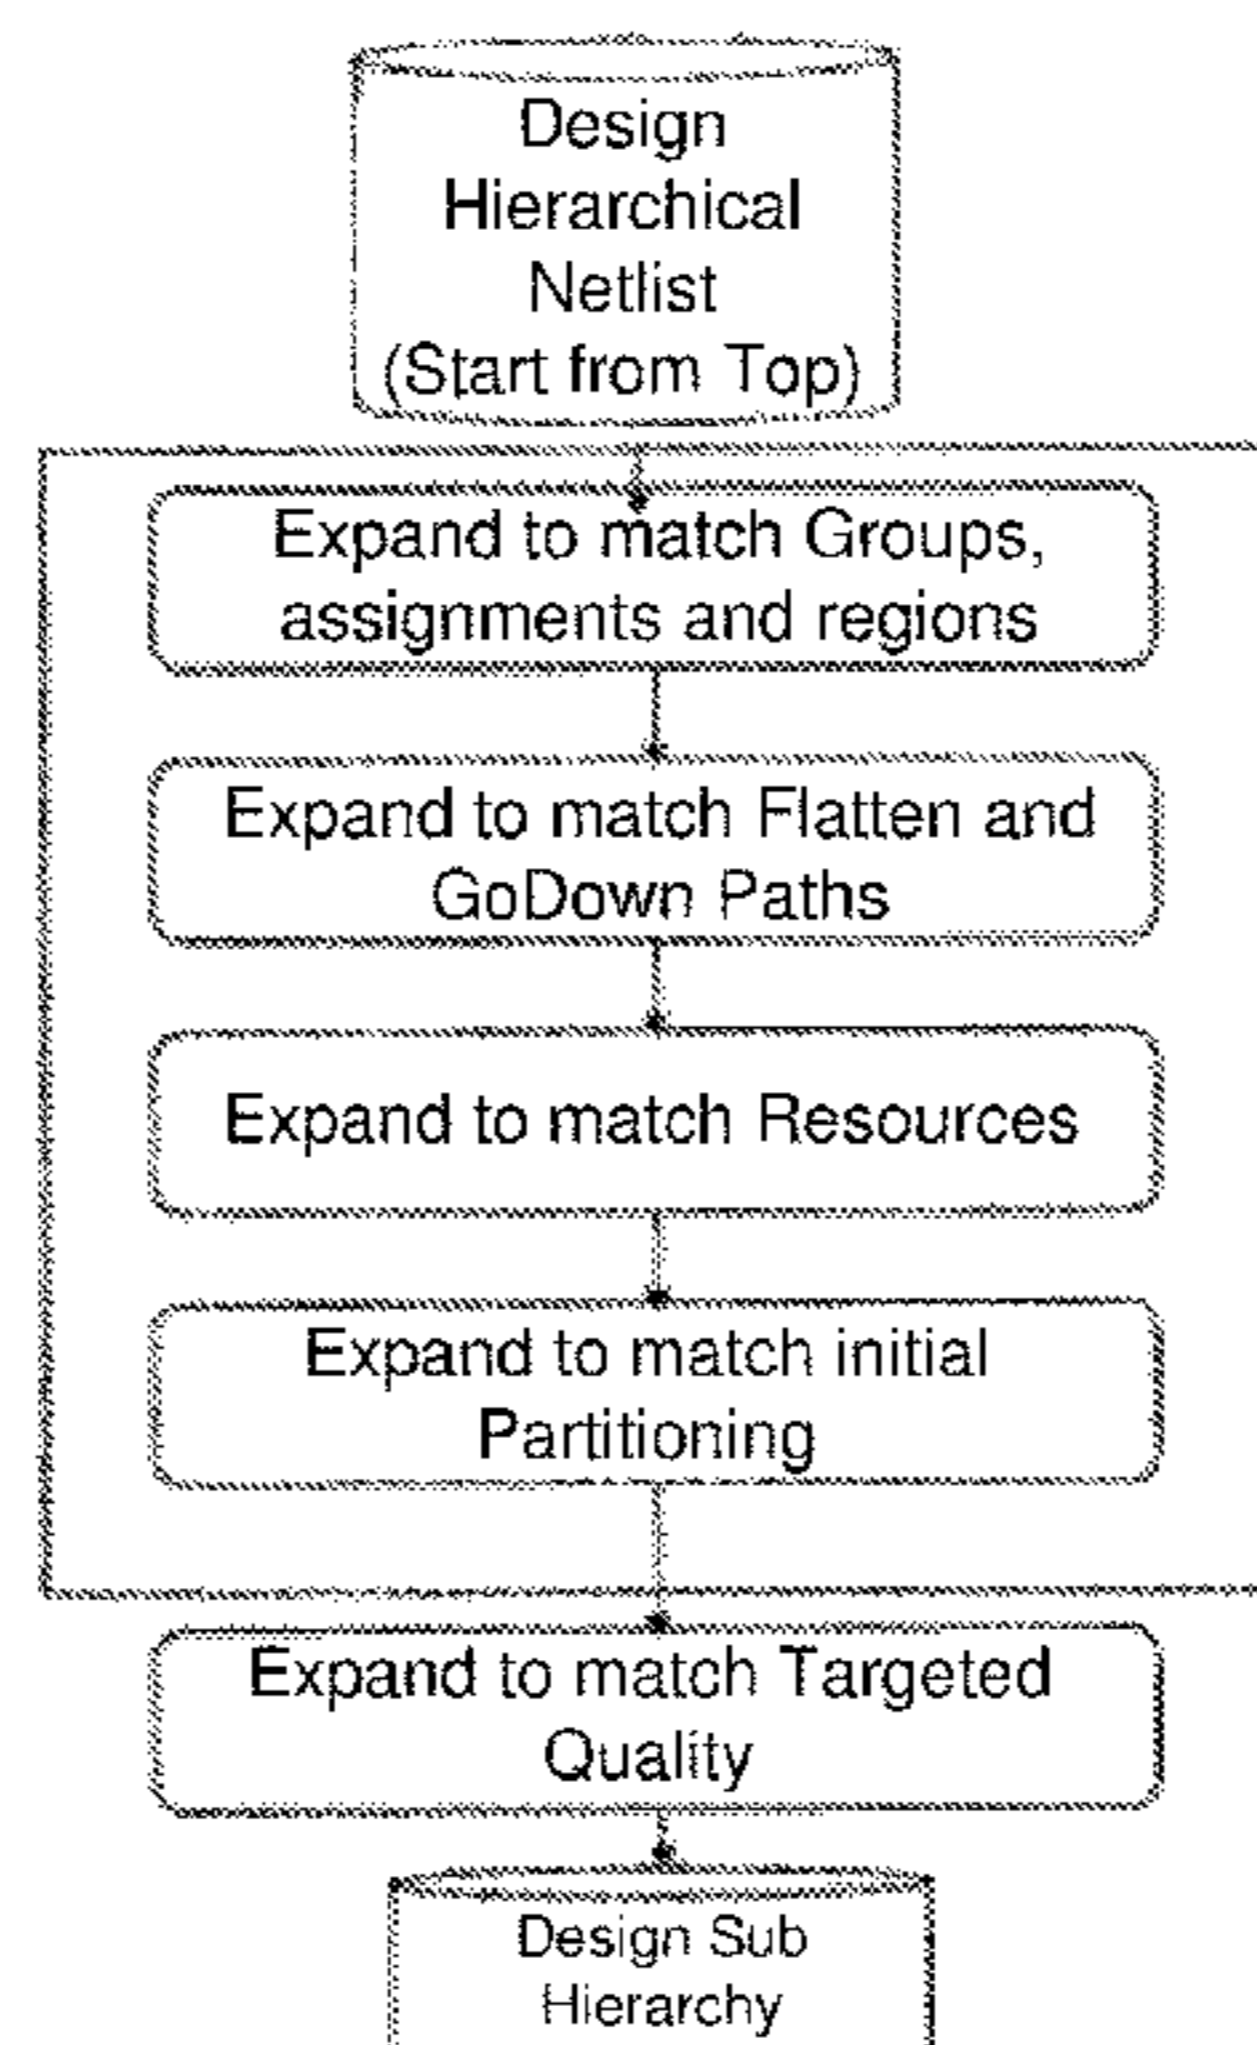 Design
Hierarchical
Netlist
(Start from Top)
Expand to match Groups,
assignments and regions
Expand to match Flatten and
GoDown Paths
Expand to match Resources
Expand to match initial
Partitioning
Expand to match Targeted
Quality
Design Sub
Hierarchy